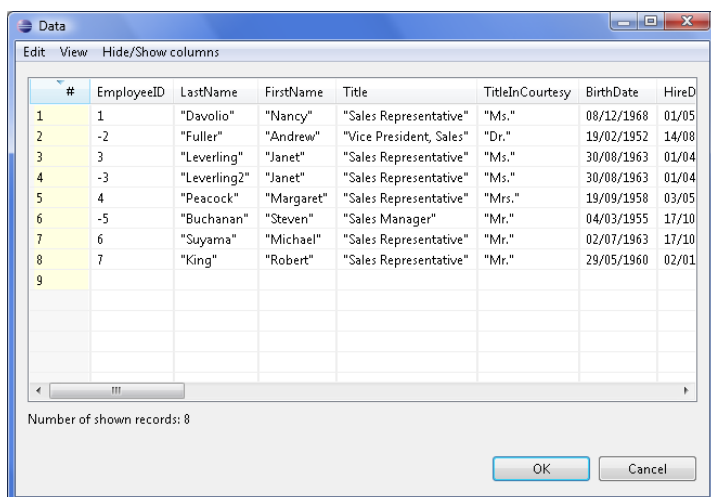 Data
Edit View Hide/Show columns
# EmployeeID LastName FirstName Title TitleInCourtesy BirthDate HireD
1 1 "Davolio" "Nancy" "Sales Representative" "Ms." 08/12/1968 01/05
2 -2 "Fuller" "Andrew" "Vice President, Sales" "Dr." 19/02/1952 14/08
3 3 "Leverling" "Janet" "Sales Representative" "Ms." 30/08/1963 01/04
4 -3 "Leverling2" "Janet" "Sales Representative" "Ms." 30/08/1963 01/04
5 4 "Peacock" "Margaret" "Sales Representative" "Mrs." 19/09/1958 03/05
6 -5 "Buchanan" "Steven" "Sales Manager" "Mr." 04/03/1955 17/10
7 6 "Suyama" "Michael" "Sales Representative" "Mr." 02/07/1963 17/10
8 7 "King" "Robert" "Sales Representative" "Mr." 29/05/1960 02/01
9
Number of shown records: 8
OK Cancel